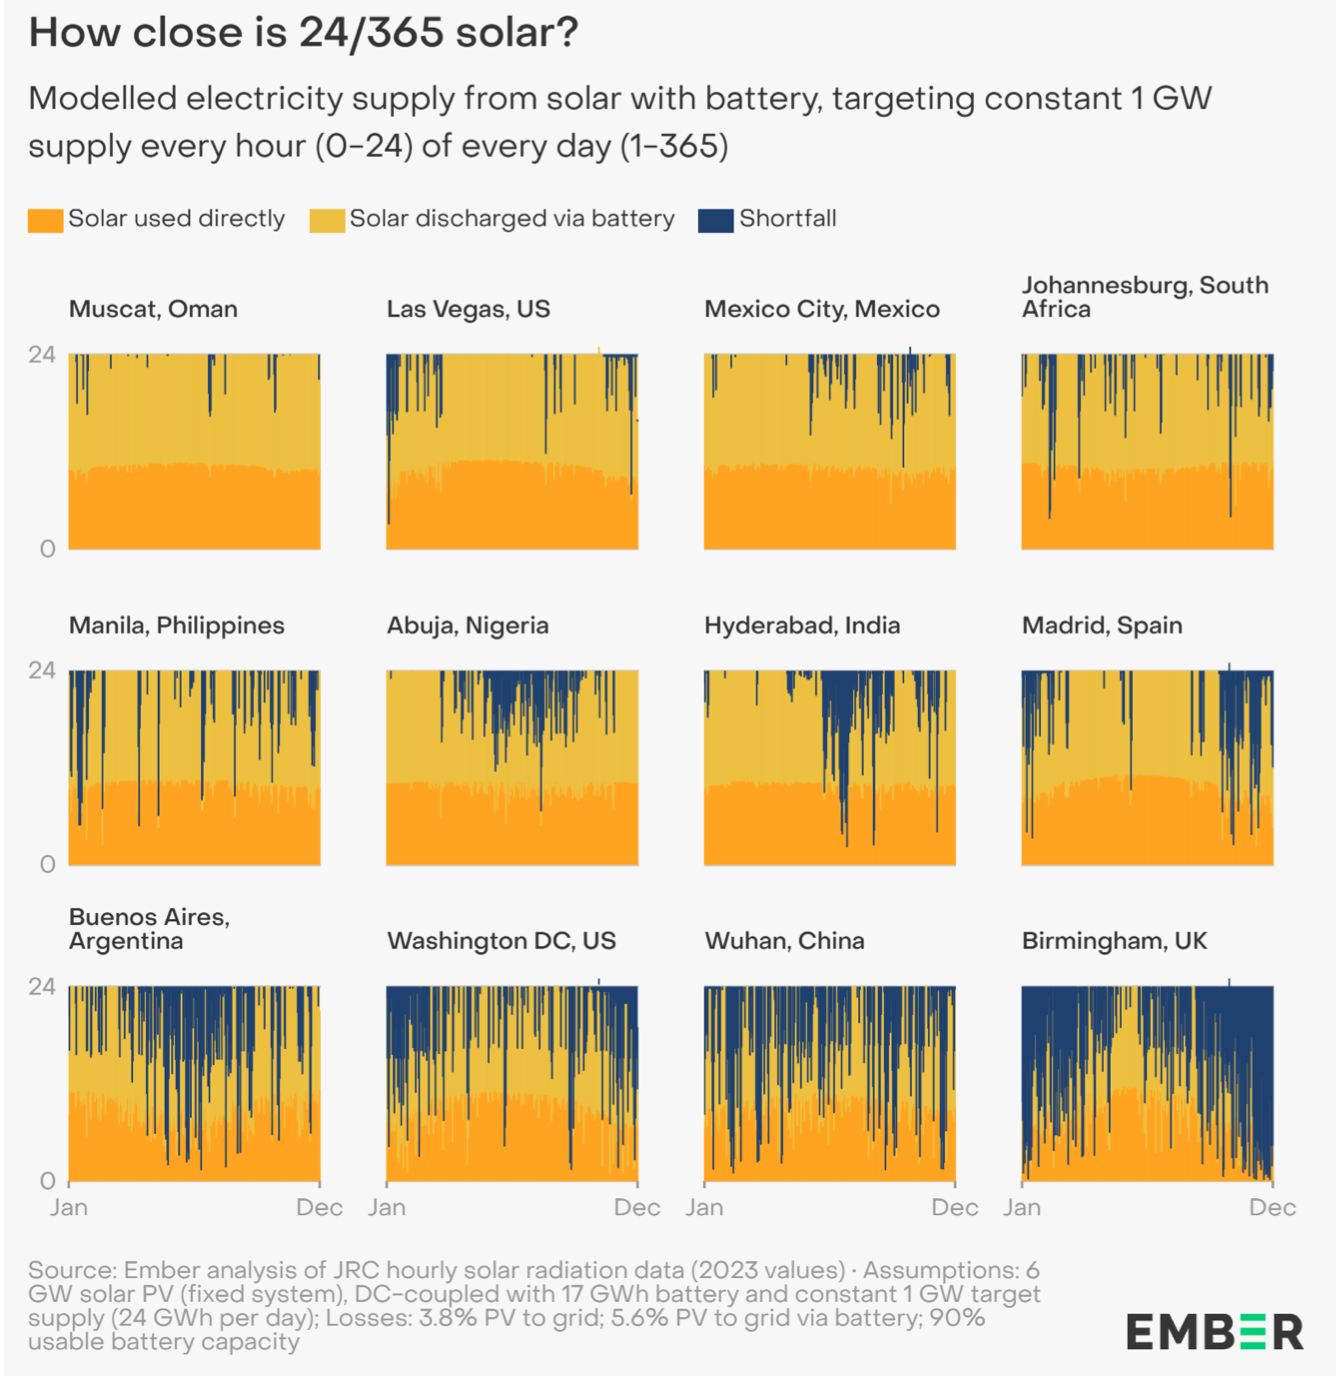 How close is 24/365 solar?
Modelled electricity supply from solar with battery, targeting constant 1 GW
supply every hour (0–24) of every day (1–365)
Solar used directly
Solar discharged via battery
Shortfall
Muscat, Oman
Las Vegas, US
Mexico City, Mexico
Johannesburg, South
Africa
24
0
Manila, Philippines
Abuja, Nigeria
Hyderabad, India
Madrid, Spain
24
0
Buenos Aires,
Argentina
Washington DC, US
Wuhan, China
Birmingham, UK
24
0
Jan
Dec
Jan
Dec
Jan
Dec
Jan
Dec
Source: Ember analysis of JRC hourly solar radiation data (2023 values) · Assumptions: 6
GW solar PV (fixed system), DC-coupled with 17 GWh battery and constant 1 GW target
supply (24 GWh per day); Losses: 3.8% PV to grid; 5.6% PV to grid via battery; 90%
usable battery capacity
EMBER